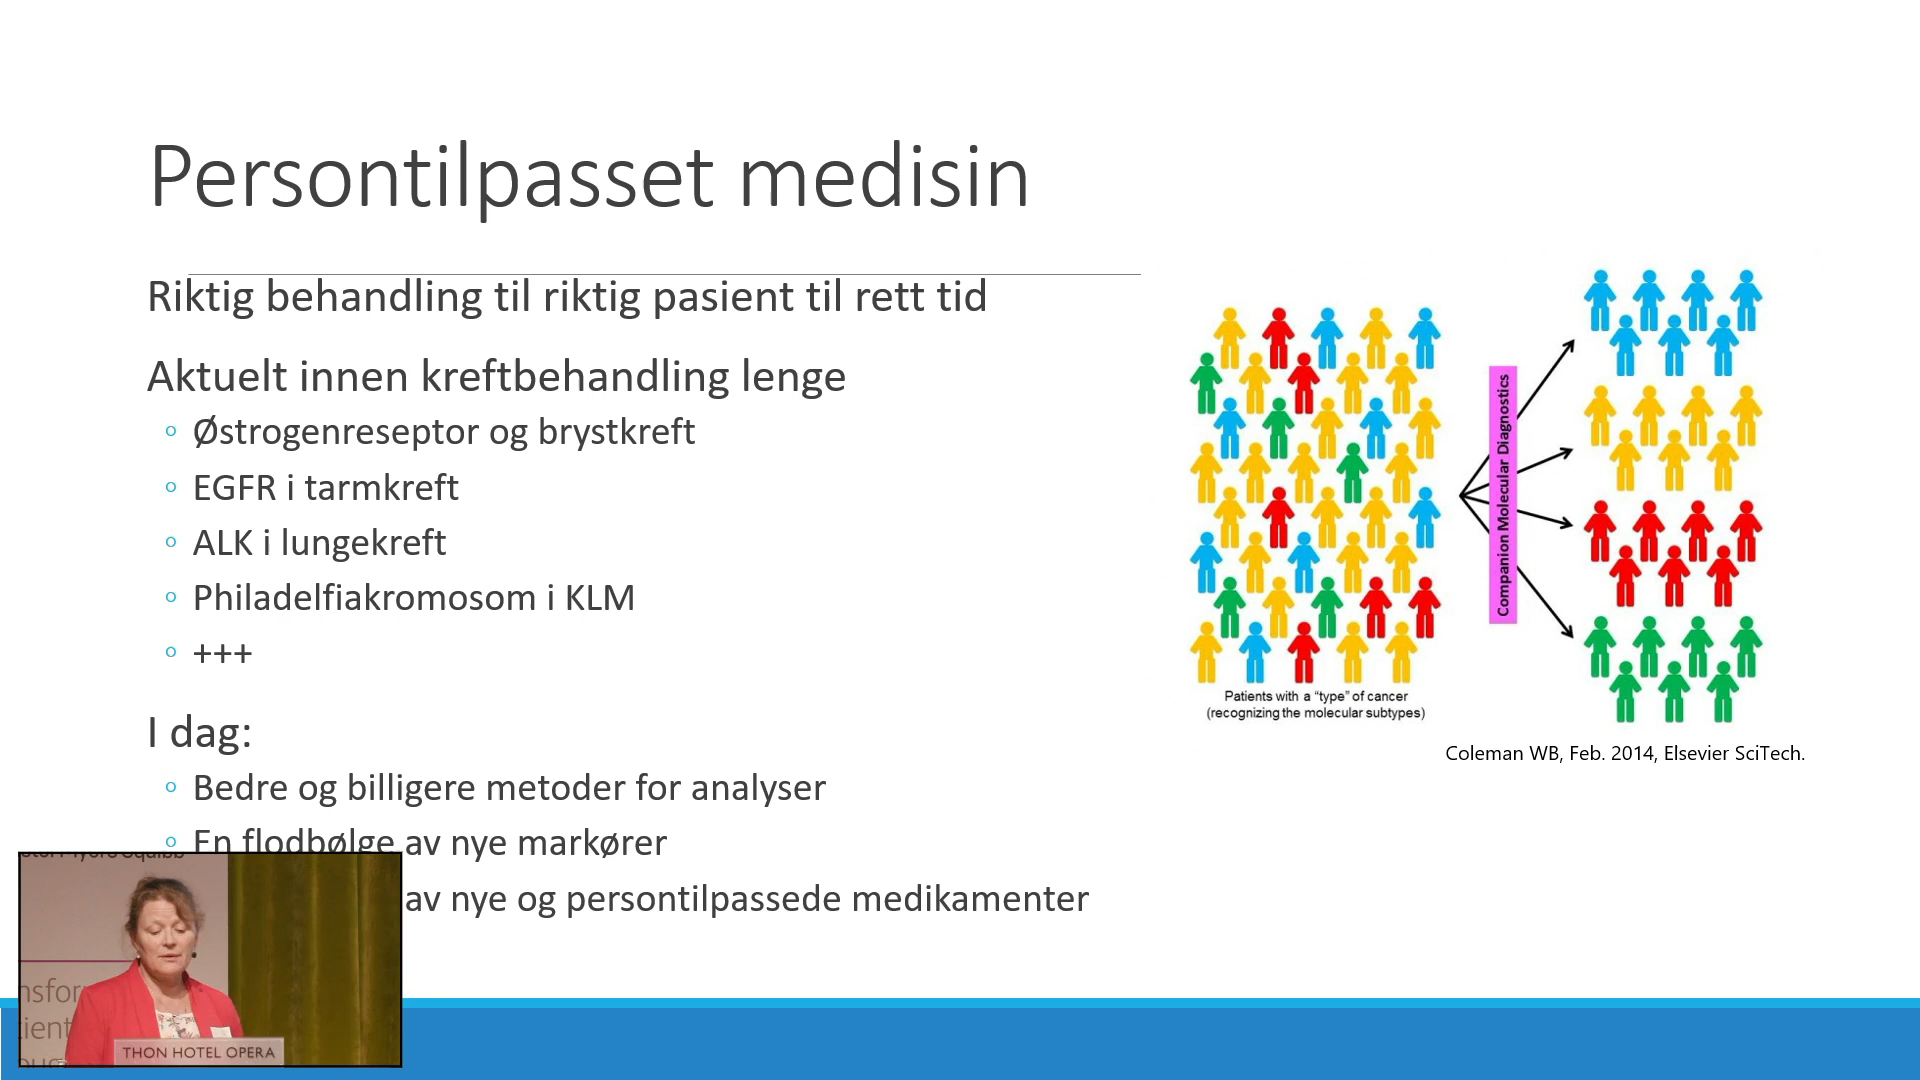 Persontilpasset medisin
Riktig behandling til riktig pasient til rett tid
Aktuelt innen kreftbehandling lenge
Østrogenreseptor og brystkreft
EGFR i tarmkreft
ALK i lungekreft
Philadelfiakromosom i KLM
+++
I dag:
Bedre og billigere metoder for analyser
En flodbølge av nye markører
av nye og persontilpassede medikamenter
Companion Molecular Diagnostics
Patients with a "type" of cancer
(recognizing the molecular subtypes)
Coleman WB, Feb. 2014, Elsevier SciTech.
THON HOTEL OPERA